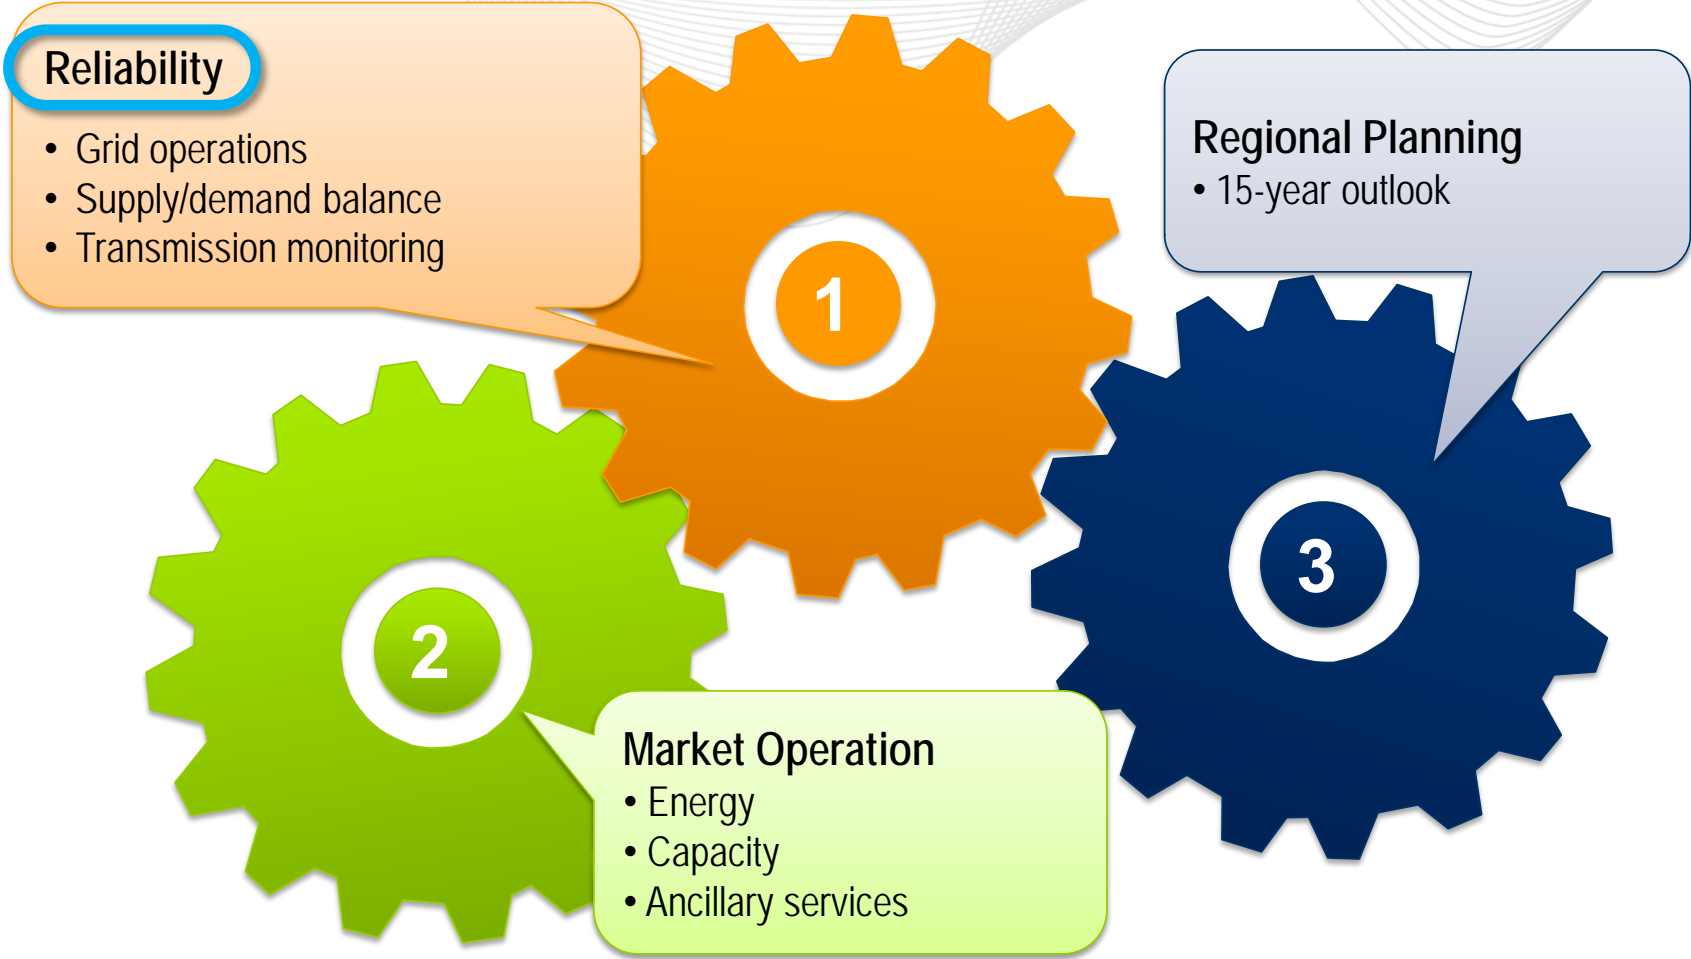 Reliability
• Grid operations
• Supply/demand balance
• Transmission monitoring
1
Regional Planning
• 15-year outlook
3
2
Market Operation
• Energy
• Capacity
• Ancillary services